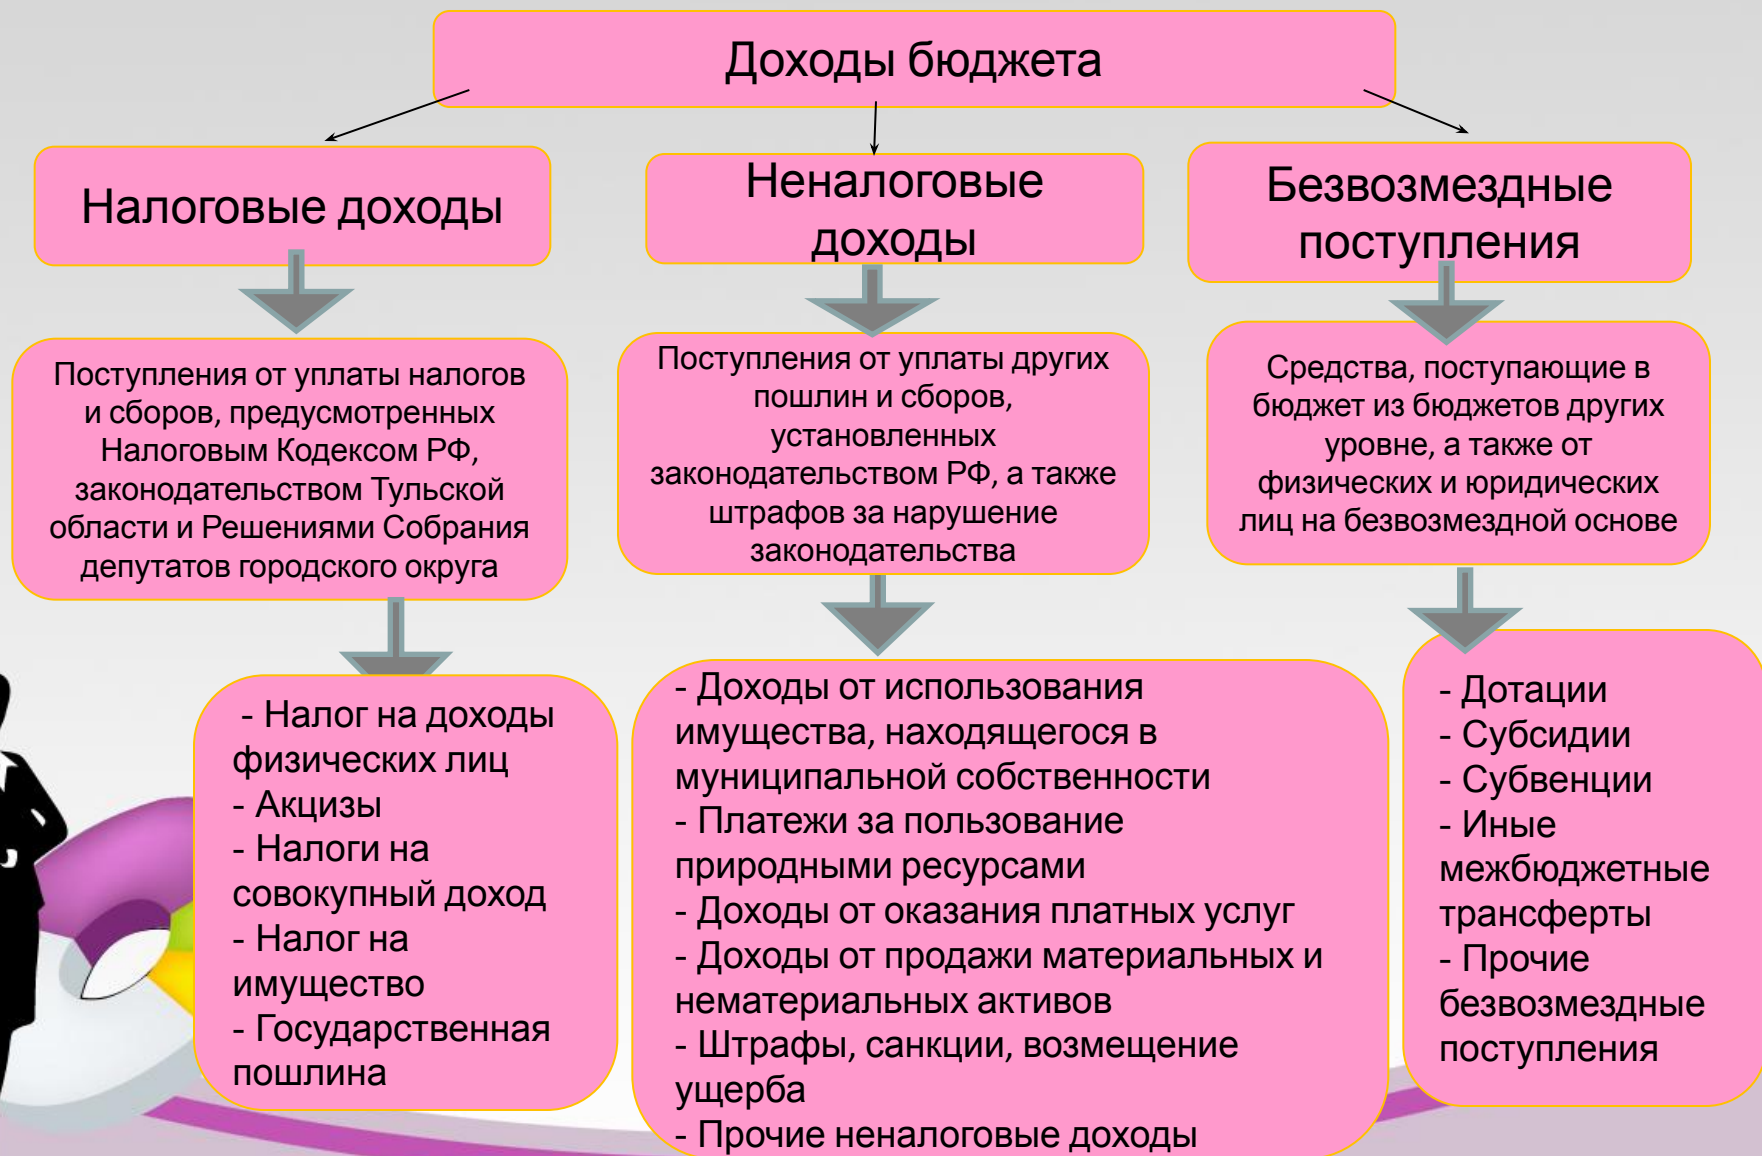 Доходы бюджета
Налоговые доходы
Неналоговые
доходы
Безвозмездные
поступления
Поступления от уплаты налогов
и сборов, предусмотренных
Налоговым Кодексом РФ,
законодательством Тульской
области и Решениями Собрания
депутатов городского округа
Поступления от уплаты других
пошлин и сборов,
установленных
законодательством РФ, а также
штрафов за нарушение
законодательства
Средства, поступающие в
бюджет из бюджетов других
уровне, а также от
физических и юридических
лиц на безвозмездной основе
- Налог на доходы
физических лиц
- Акцизы
- Налоги на
совокупный доход
- Налог на
имущество
- Государственная
пошлина
- Доходы от использования
имущества, находящегося в
муниципальной собственности
- Платежи за пользование
природными ресурсами
- Доходы от оказания платных услуг
- Доходы от продажи материальных и
нематериальных активов
- Штрафы, санкции, возмещение
ущерба
- Прочие неналоговые доходы
- Дотации
- Субсидии
- Субвенции
- Иные
межбюджетные
трансферты
- Прочие
безвозмездные
поступления